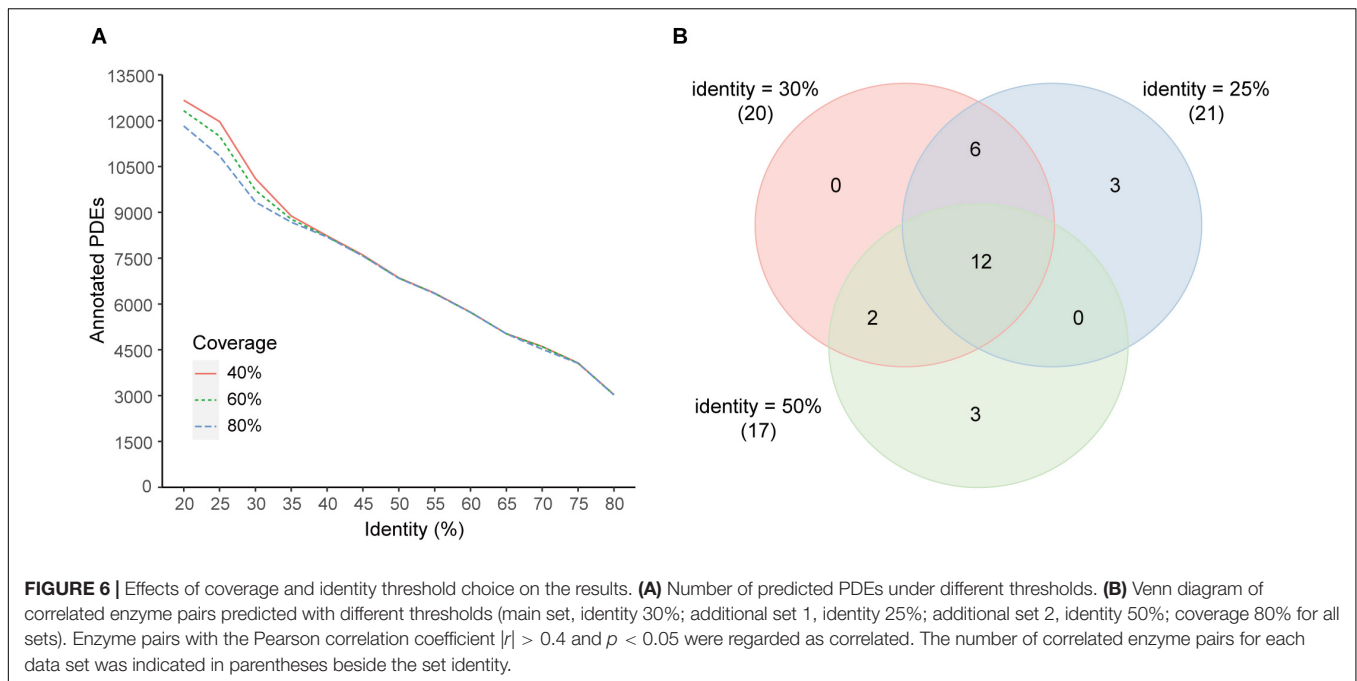 A
13500
12000
10500
9000
7500
6000
4500
3000
1500
0
Annotated PDEs
Coverage
40%
60%
80%
20 25 30 35 40 45 50 55 60 65 70 75 80
Identity (%)
B
identity = 30%
(20)
identity = 25%
(21)
6
0
3
12
2
0
identity = 50%
(17)
3
FIGURE 6 | Effects of coverage and identity threshold choice on the results. (A) Number of predicted PDEs under different thresholds. (B) Venn diagram of
correlated enzyme pairs predicted with different thresholds (main set, identity 30%; additional set 1, identity 25%; additional set 2, identity 50%; coverage 80% for all
sets). Enzyme pairs with the Pearson correlation coefficient |r| > 0.4 and p < 0.05 were regarded as correlated. The number of correlated enzyme pairs for each
data set was indicated in parentheses beside the set identity.